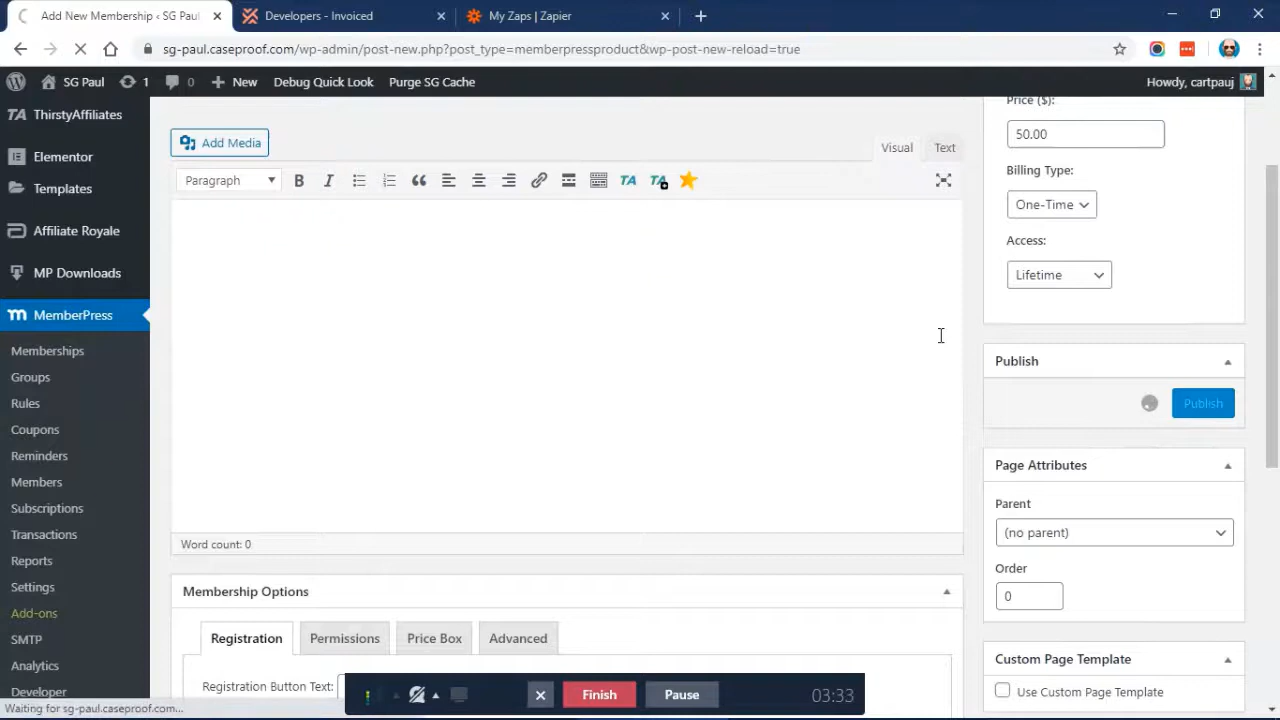 Add New Membership ‹ SG Paul
Developers - Invoiced
My Zaps | Zapier
sg-paul.caseproof.com/wp-admin/post-new.php?post_type=memberpressproduct&wp-post-new-reload=true
SG Paul
1
0
New
Debug Quick Look
Purge SG Cache
Howdy, cartpauj
ThirstyAffiliates
Elementor
Templates
Affiliate Royale
MP Downloads
MemberPress
Memberships
Groups
Rules
Coupons
Reminders
Members
Subscriptions
Transactions
Reports
Settings
Add-ons
SMTP
Analytics
Developer
Waiting for sg-paul.caseproof.com...
Add Media
Visual
Text
Paragraph
B
I
TA
TA
Word count: 0
Membership Options
Registration
Permissions
Price Box
Advanced
Registration Button Text:
Price ($):
50.00
Billing Type:
One-Time
Access:
Lifetime
Publish
Publish
Page Attributes
Parent
(no parent)
Order
0
Custom Page Template
Use Custom Page Template
Finish
Pause
03:33